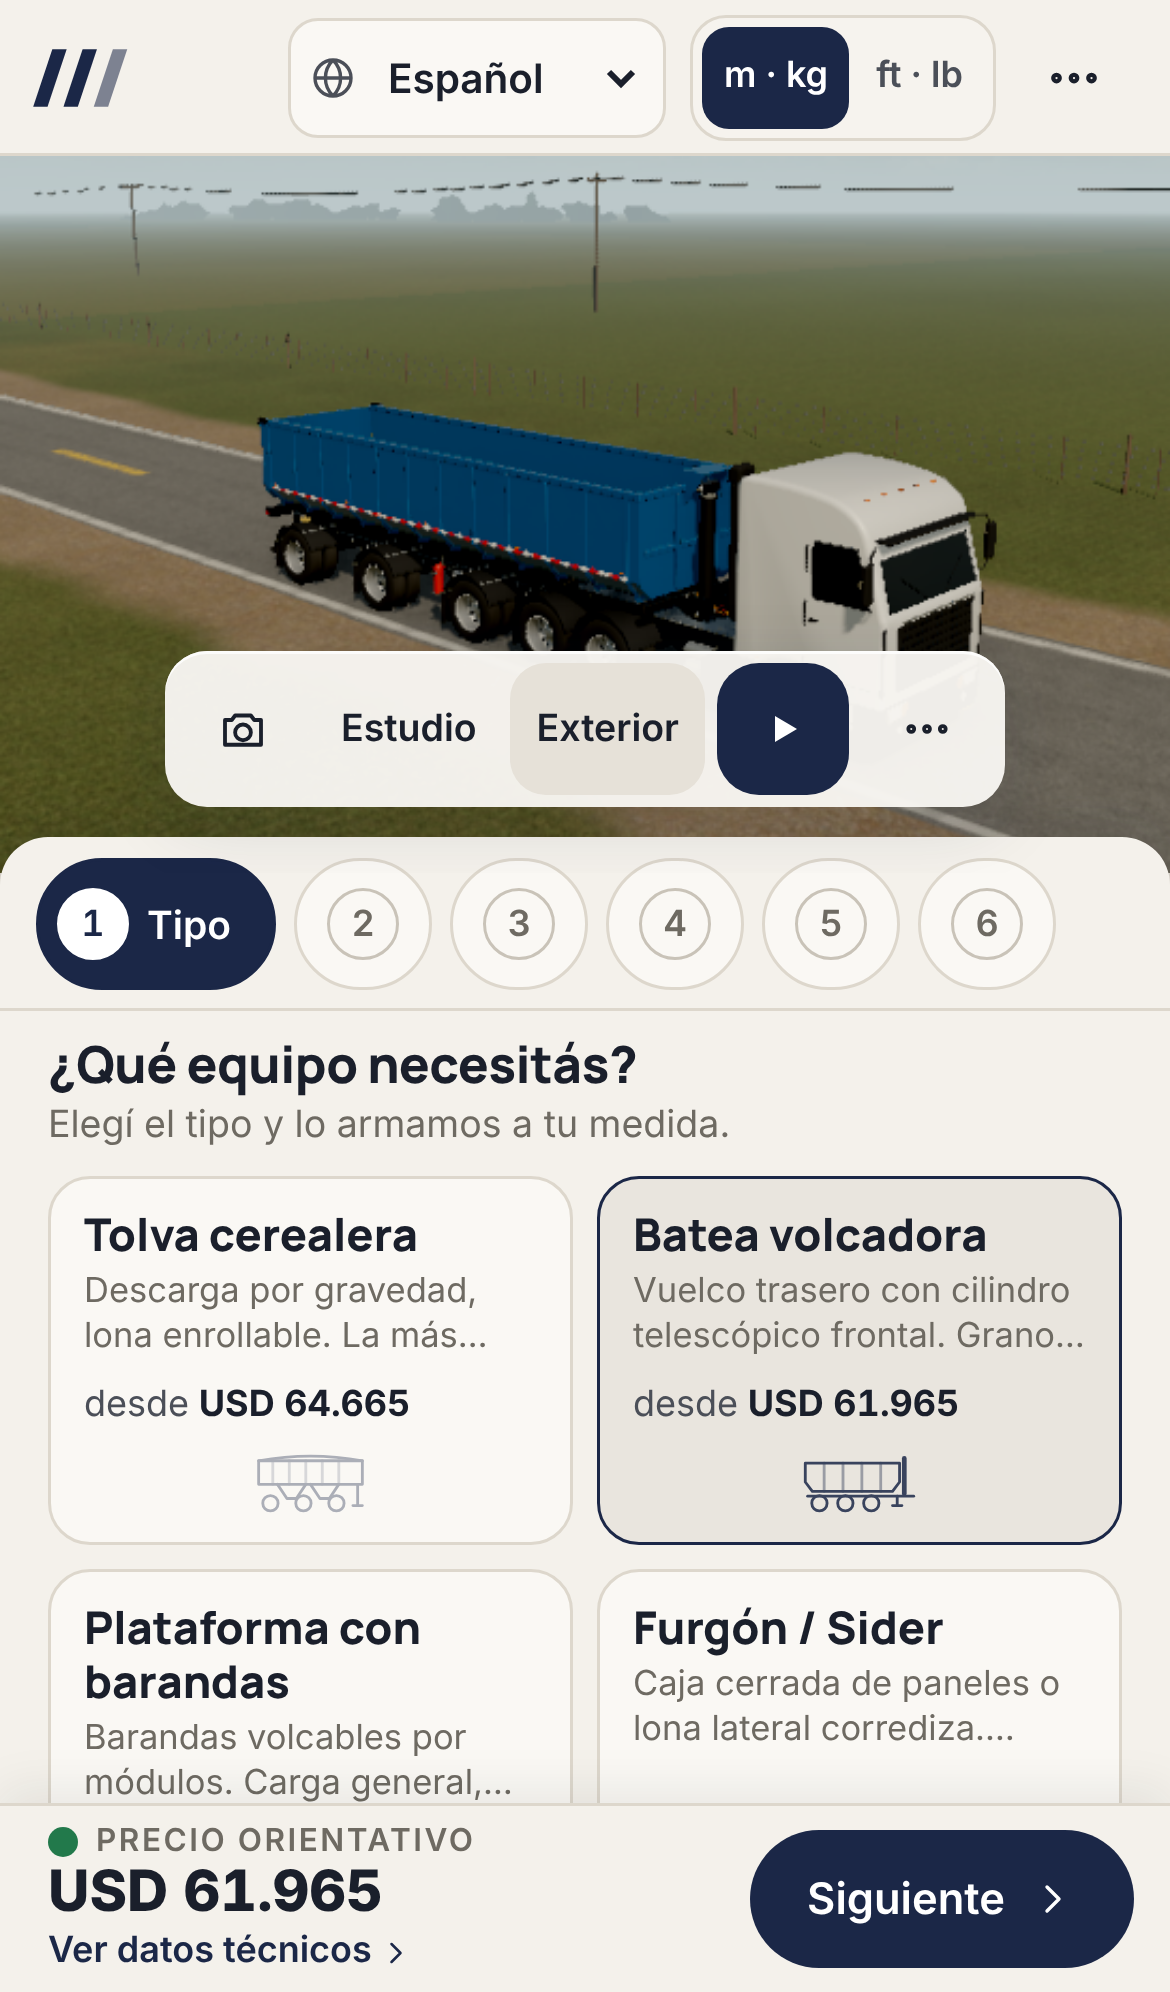 Español
m · kg
ft · lb
Estudio
Exterior
1 Tipo
2
3
4
5
6
¿Qué equipo necesitás?
Elegí el tipo y lo armamos a tu medida.
Tolva cerealera
Descarga por gravedad,
lona enrollable. La más...
desde USD 64.665
Batea volcadora
Vuelco trasero con cilindro
telescópico frontal. Grano...
desde USD 61.965
Plataforma con
barandas
Barandas volcables por
módulos. Carga general,...
Furgón / Sider
Caja cerrada de paneles o
lona lateral corrediza....
PRECIO ORIENTATIVO
USD 61.965
Ver datos técnicos
Siguiente